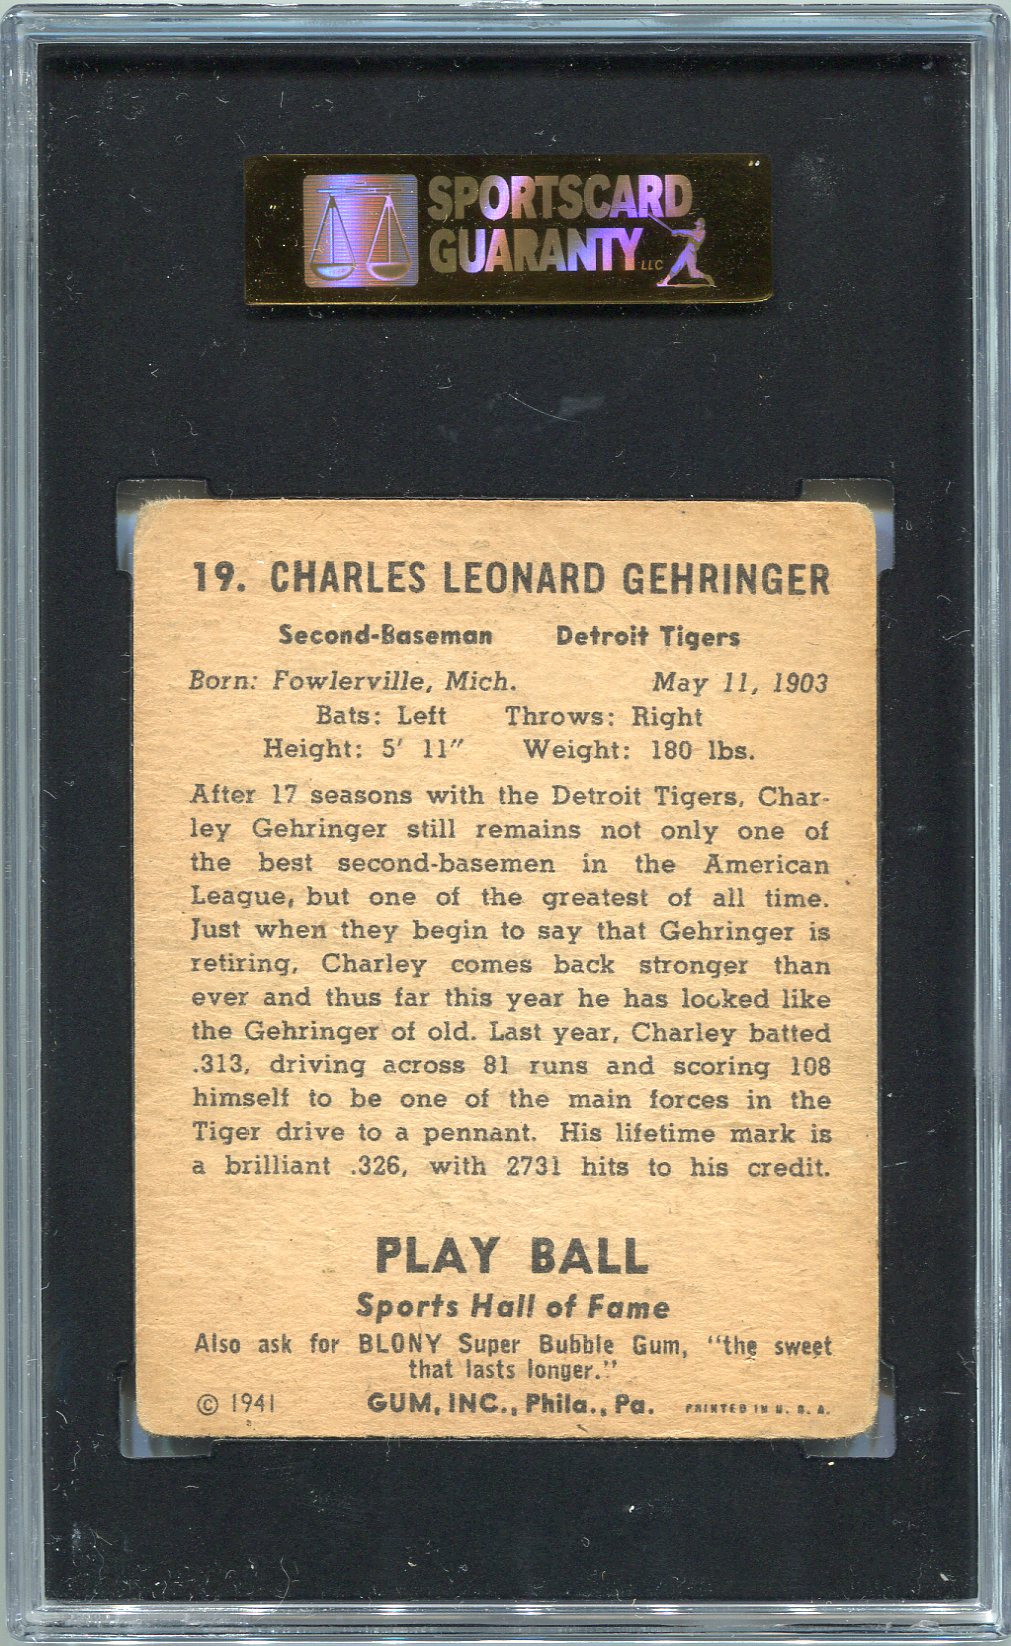 SPORTSCARD
GUARANTY LLC
19. CHARLES LEONARD GEHRINGER
Second-Baseman Detroit Tigers
Born: Fowlerville, Mich. May 11, 1903
Bats: Left Throws: Right
Height: 5' 11" Weight: 180 lbs.
After 17 seasons with the Detroit Tigers, Char-
ley Gehringer still remains not only one of
the best second-basemen in the American
League, but one of the greatest of all time.
Just when they begin to say that Gehringer is
retiring, Charley comes back stronger than
ever and thus far this year he has looked like
the Gehringer of old. Last year, Charley batted
.313, driving across 81 runs and scoring 108
himself to be one of the main forces in the
Tiger drive to a pennant. His lifetime mark is
a brilliant .326, with 2731 hits to his credit.
PLAY BALL
Sports Hall of Fame
Also ask for BLONY Super Bubble Gum, "the sweet
that lasts longer."
© 1941 GUM, INC., Phila., Pa. PRINTED IN U. S. A.